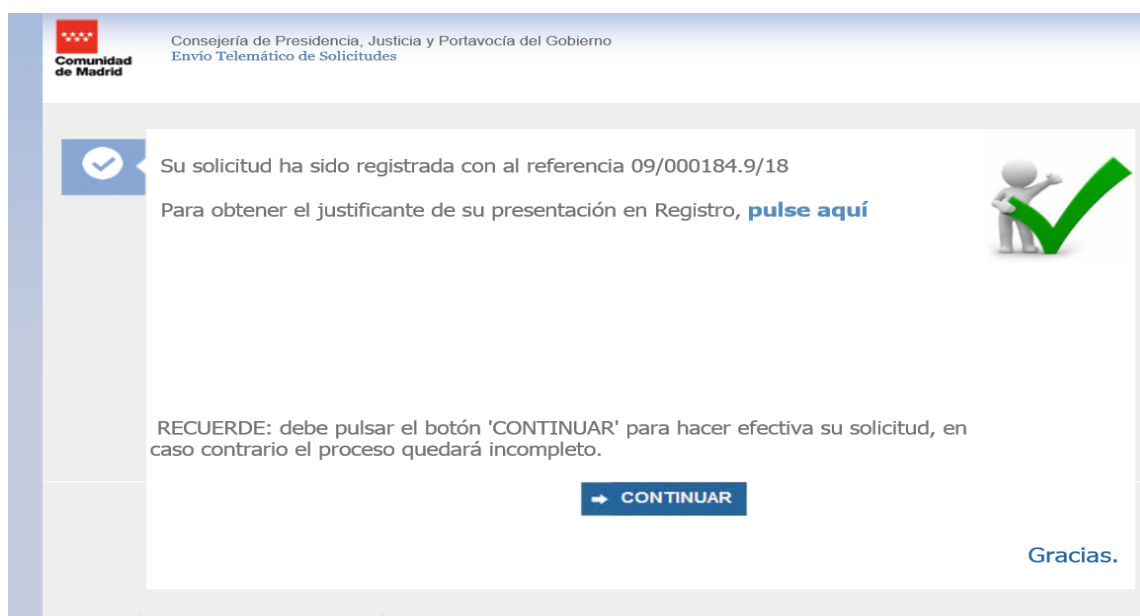 Comunidad
de Madrid
Consejería de Presidencia, Justicia y Portavocía del Gobierno
Envío Telemático de Solicitudes
Su solicitud ha sido registrada con al referencia 09/000184.9/18
Para obtener el justificante de su presentación en Registro, pulse aquí
RECUERDE: debe pulsar el botón 'CONTINUAR' para hacer efectiva su solicitud, en
caso contrario el proceso quedará incompleto.
CONTINUAR
Gracias.